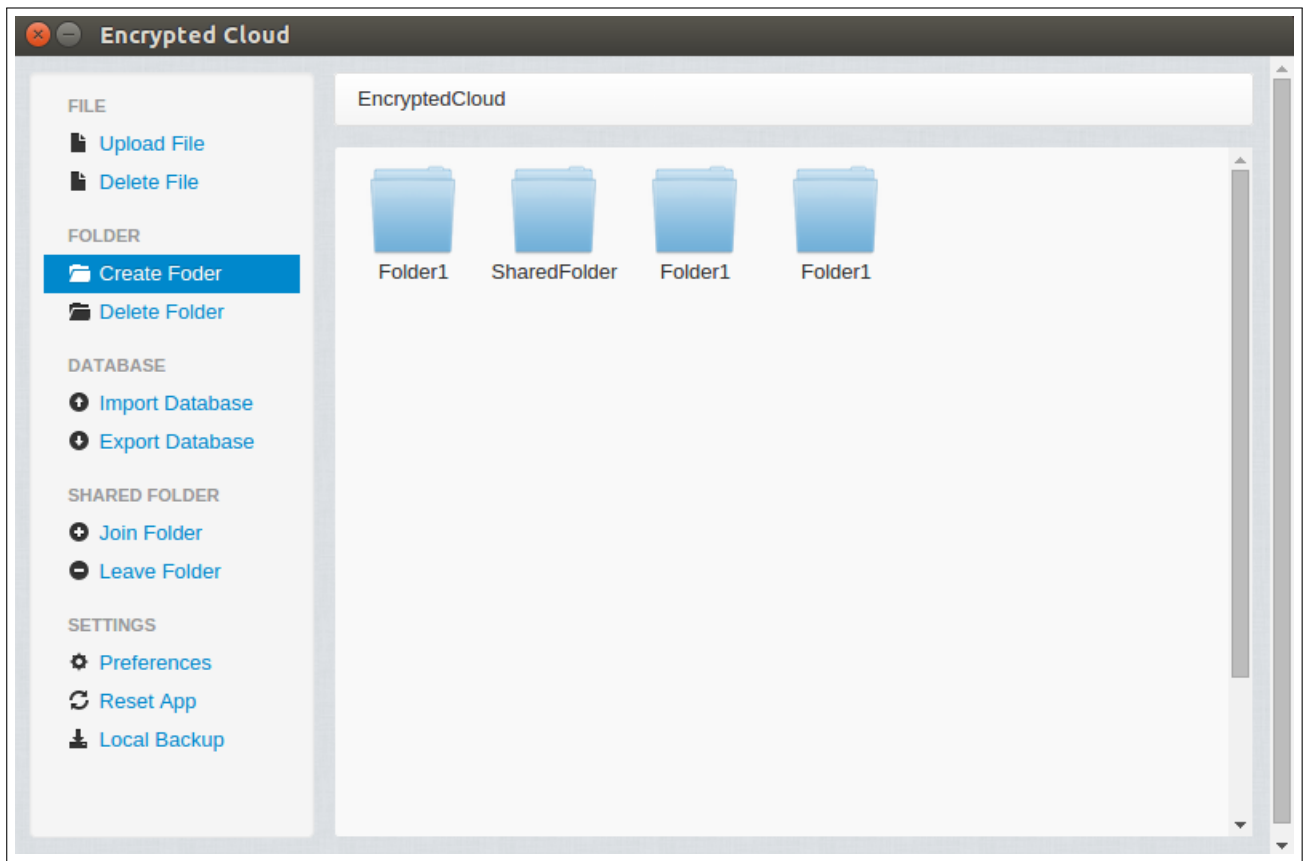 Encrypted Cloud
FILE
Upload File
Delete File
FOLDER
Create Foder
Delete Folder
DATABASE
Import Database
Export Database
SHARED FOLDER
Join Folder
Leave Folder
SETTINGS
Preferences
Reset App
Local Backup
EncryptedCloud
Folder1 SharedFolder Folder1 Folder1